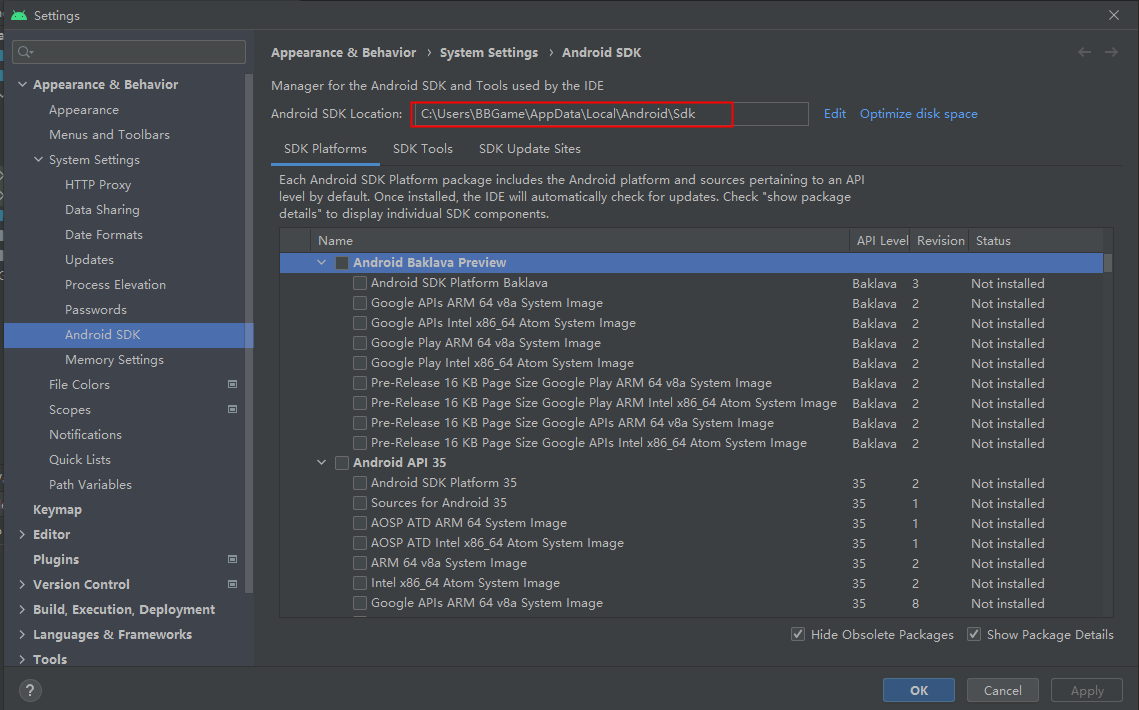 Settings
Appearance & Behavior
Appearance
Menus and Toolbars
System Settings
HTTP Proxy
Data Sharing
Date Formats
Updates
Process Elevation
Passwords
Android SDK
Memory Settings
File Colors
Scopes
Notifications
Quick Lists
Path Variables
Keymap
Editor
Plugins
Version Control
Build, Execution, Deployment
Languages & Frameworks
Tools
Appearance & Behavior › System Settings › Android SDK
Manager for the Android SDK and Tools used by the IDE
Android SDK Location: C:\Users\BBGame\AppData\Local\Android\Sdk Edit Optimize disk space
SDK Platforms SDK Tools SDK Update Sites
Each Android SDK Platform package includes the Android platform and sources pertaining to an API
level by default. Once installed, the IDE will automatically check for updates. Check "show package
details" to display individual SDK components.
Name API Level Revision Status
Android Baklava Preview
Android SDK Platform Baklava Baklava 3 Not installed
Google APIs ARM 64 v8a System Image Baklava 2 Not installed
Google APIs Intel x86_64 Atom System Image Baklava 2 Not installed
Google Play ARM 64 v8a System Image Baklava 2 Not installed
Google Play Intel x86_64 Atom System Image Baklava 2 Not installed
Pre-Release 16 KB Page Size Google Play ARM 64 v8a System Image Baklava 2 Not installed
Pre-Release 16 KB Page Size Google Play ARM Intel x86_64 Atom System Image Baklava 2 Not installed
Pre-Release 16 KB Page Size Google APIs ARM 64 v8a System Image Baklava 2 Not installed
Pre-Release 16 KB Page Size Google APIs Intel x86_64 Atom System Image Baklava 2 Not installed
Android API 35
Android SDK Platform 35 35 2 Not installed
Sources for Android 35 35 1 Not installed
AOSP ATD ARM 64 System Image 35 1 Not installed
AOSP ATD Intel x86_64 Atom System Image 35 1 Not installed
ARM 64 v8a System Image 35 2 Not installed
Intel x86_64 Atom System Image 35 2 Not installed
Google APIs ARM 64 v8a System Image 35 8 Not installed
Hide Obsolete Packages Show Package Details
? OK Cancel Apply